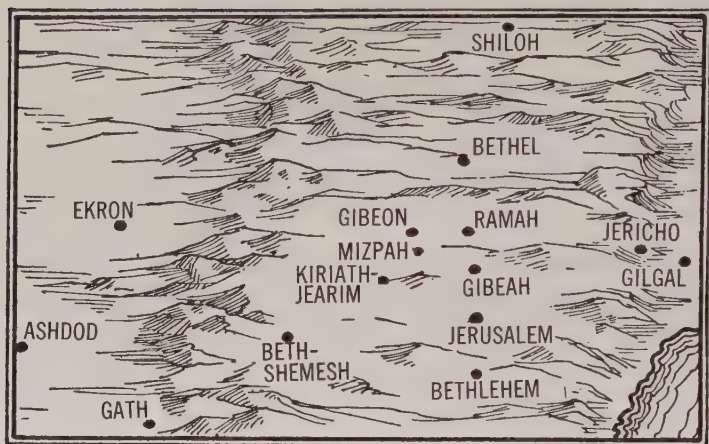 SHILOH
BETHEL
EKRON
GIBEON
RAMAH
JERICHO
MIZPAH
KIRIATH-
JEARIM
GIBEAH
GILGAL
ASHDOD
BETH-
SHEMESH
JERUSALEM
BETHLEHEM
GATH